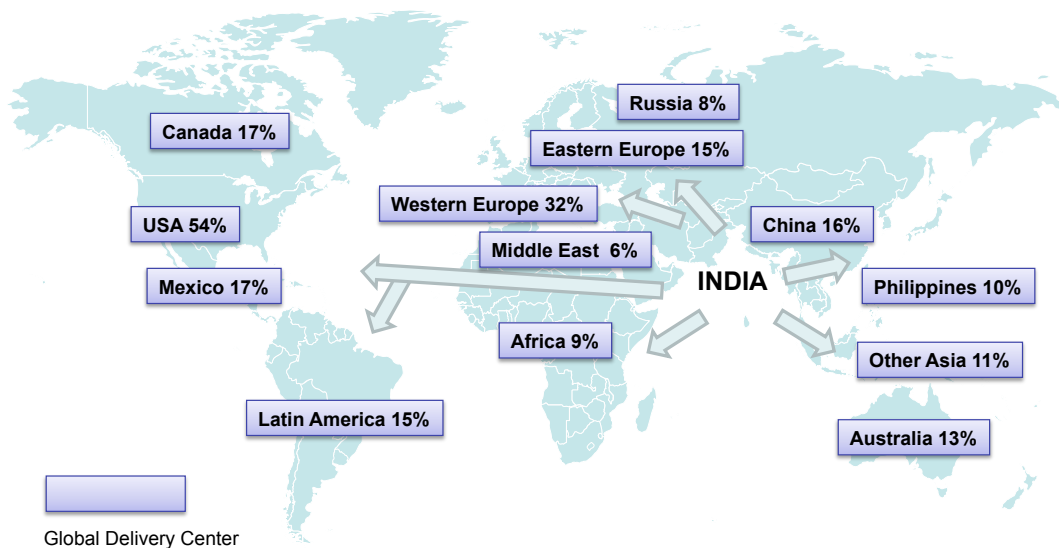 Russia 8%
Canada 17%
Eastern Europe 15%
Western Europe 32%
USA 54%
China 16%
Middle East 6%
INDIA
Mexico 17%
Philippines 10%
Africa 9%
Other Asia 11%
Latin America 15%
Australia 13%
Global Delivery Center